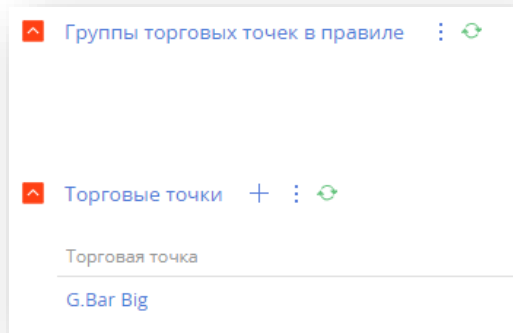 Группы торговых точек в правиле
Торговые точки
Торговая точка
G.Bar Big